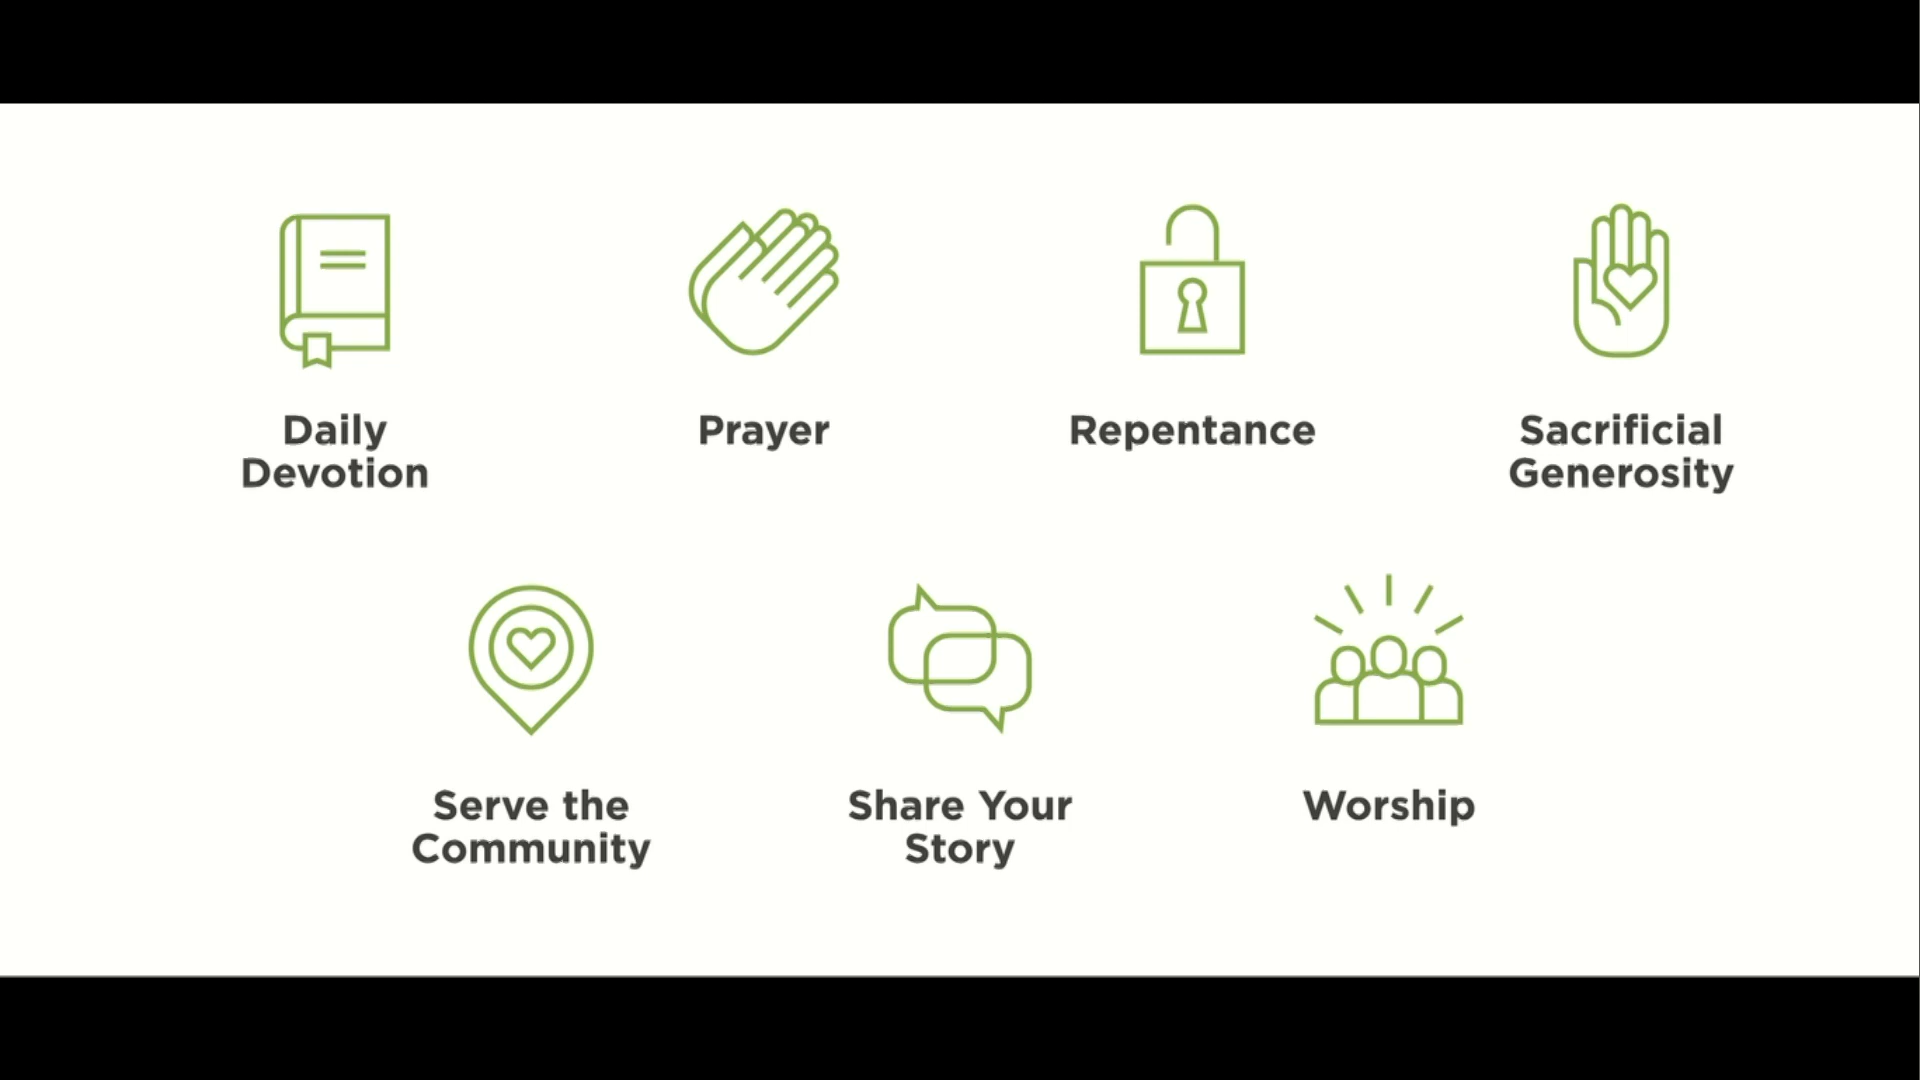 Daily
Devotion
Prayer
Repentance
Sacrificial
Generosity
Serve the
Community
Share Your
Story
Worship